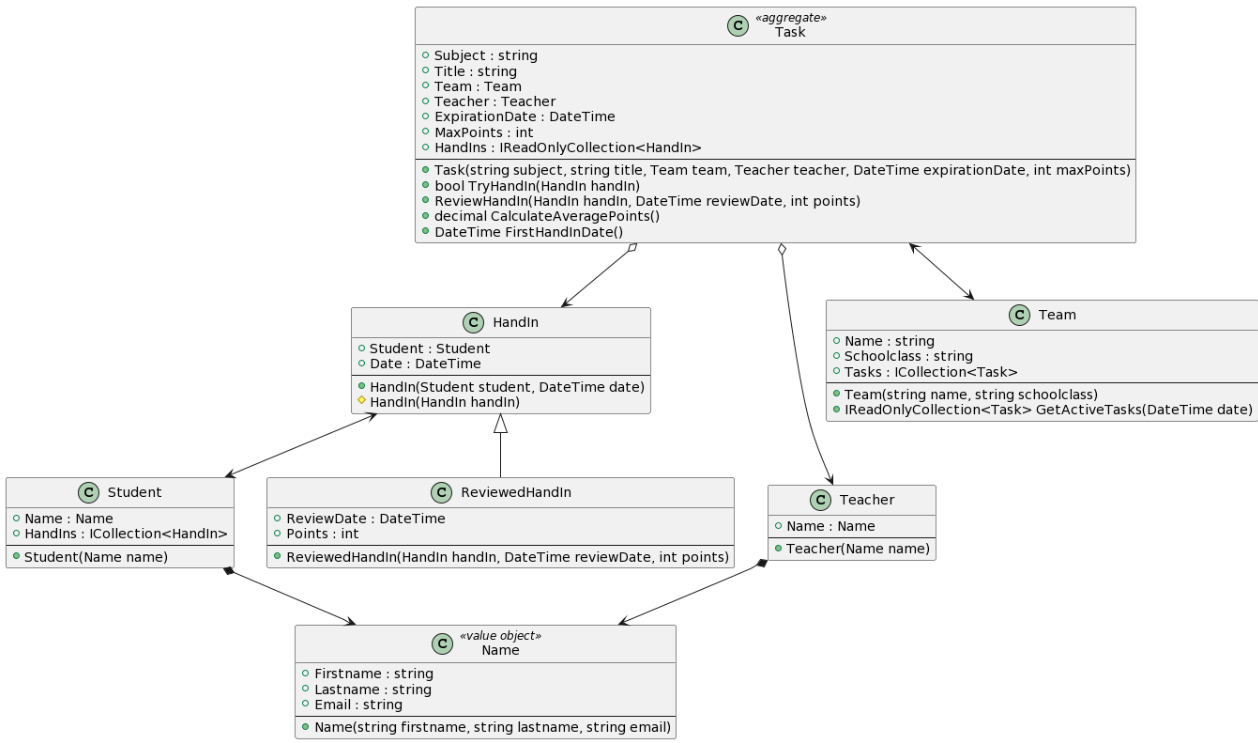 C «aggregate»
Task
Subject : string
Title : string
Team : Team
Teacher : Teacher
ExpirationDate : DateTime
MaxPoints : int
HandIns : IReadOnlyCollection<HandIn>
Task(string subject, string title, Team team, Teacher teacher, DateTime expirationDate, int maxPoints)
bool TryHandIn(HandIn handIn)
ReviewHandIn(HandIn handIn, DateTime reviewDate, int points)
decimal CalculateAveragePoints()
DateTime FirstHandInDate()
C HandIn
Student : Student
Date : DateTime
HandIn(Student student, DateTime date)
HandIn(HandIn handIn)
C Team
Name : string
Schoolclass : string
Tasks : ICollection<Task>
Team(string name, string schoolclass)
IReadOnlyCollection<Task> GetActiveTasks(DateTime date)
C Student
Name : Name
HandIns : ICollection<HandIn>
Student(Name name)
C ReviewedHandIn
ReviewDate : DateTime
Points : int
ReviewedHandIn(HandIn handIn, DateTime reviewDate, int points)
C Teacher
Name : Name
Teacher(Name name)
C «value object»
Name
Firstname : string
Lastname : string
Email : string
Name(string firstname, string lastname, string email)